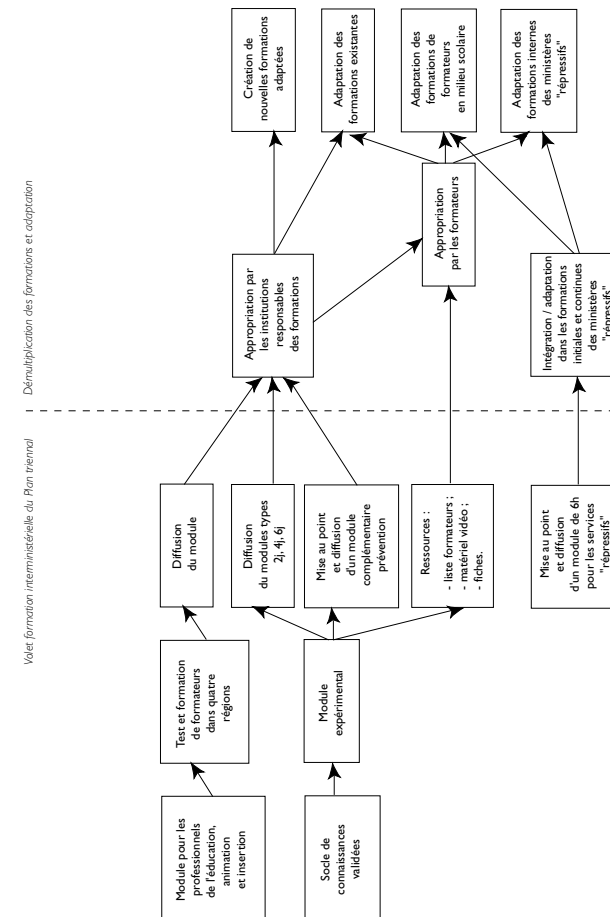 Volet formation interministérielle du Plan triennal
Démultiplication des formations et adaptation
Module pour les
professionnels
de l'éducation,
animation
et insertion
Test et formation
de formateurs
dans quatre
régions
Diffusion
du module
Socle de
connaissances
validées
Module
expérimental
Diffusion
du modules types
2j, 4j, 6j
Mise au point
et diffusion
d'un module
complémentaire
prévention
Ressources :
- liste formateurs ;
- matériel vidéo ;
- fiches.
Mise au point
et diffusion
d'un module de 6h
pour les services
"répressifs"
Appropriation par
les institutions
responsables
des formations
Appropriation
par les formateurs
Intégration / adaptation
dans les formations
initiales et continues
des ministères
"répressifs"
Création de
nouvelles formations
adaptées
Adaptation des
formations existantes
Adaptation des
formations de
formateurs
en milieu scolaire
Adaptation des
formations internes
des ministères
"répressifs"